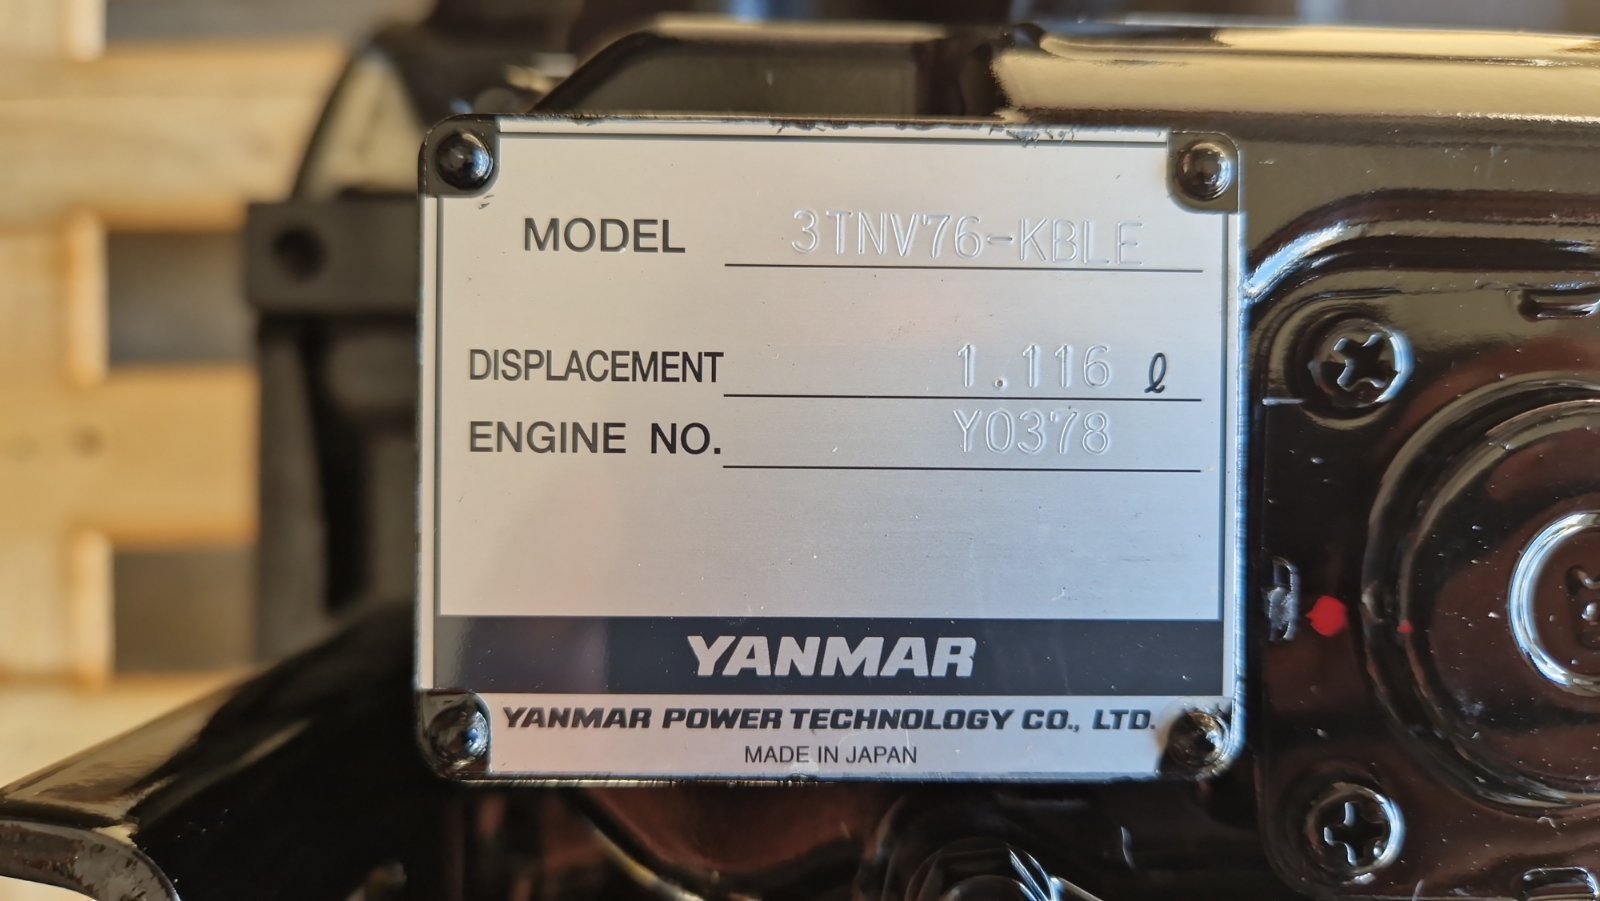 MODEL 3TNV76-KBLE
DISPLACEMENT 1.116 ℓ
ENGINE NO. Y0378
YANMAR
YANMAR POWER TECHNOLOGY CO., LTD.
MADE IN JAPAN